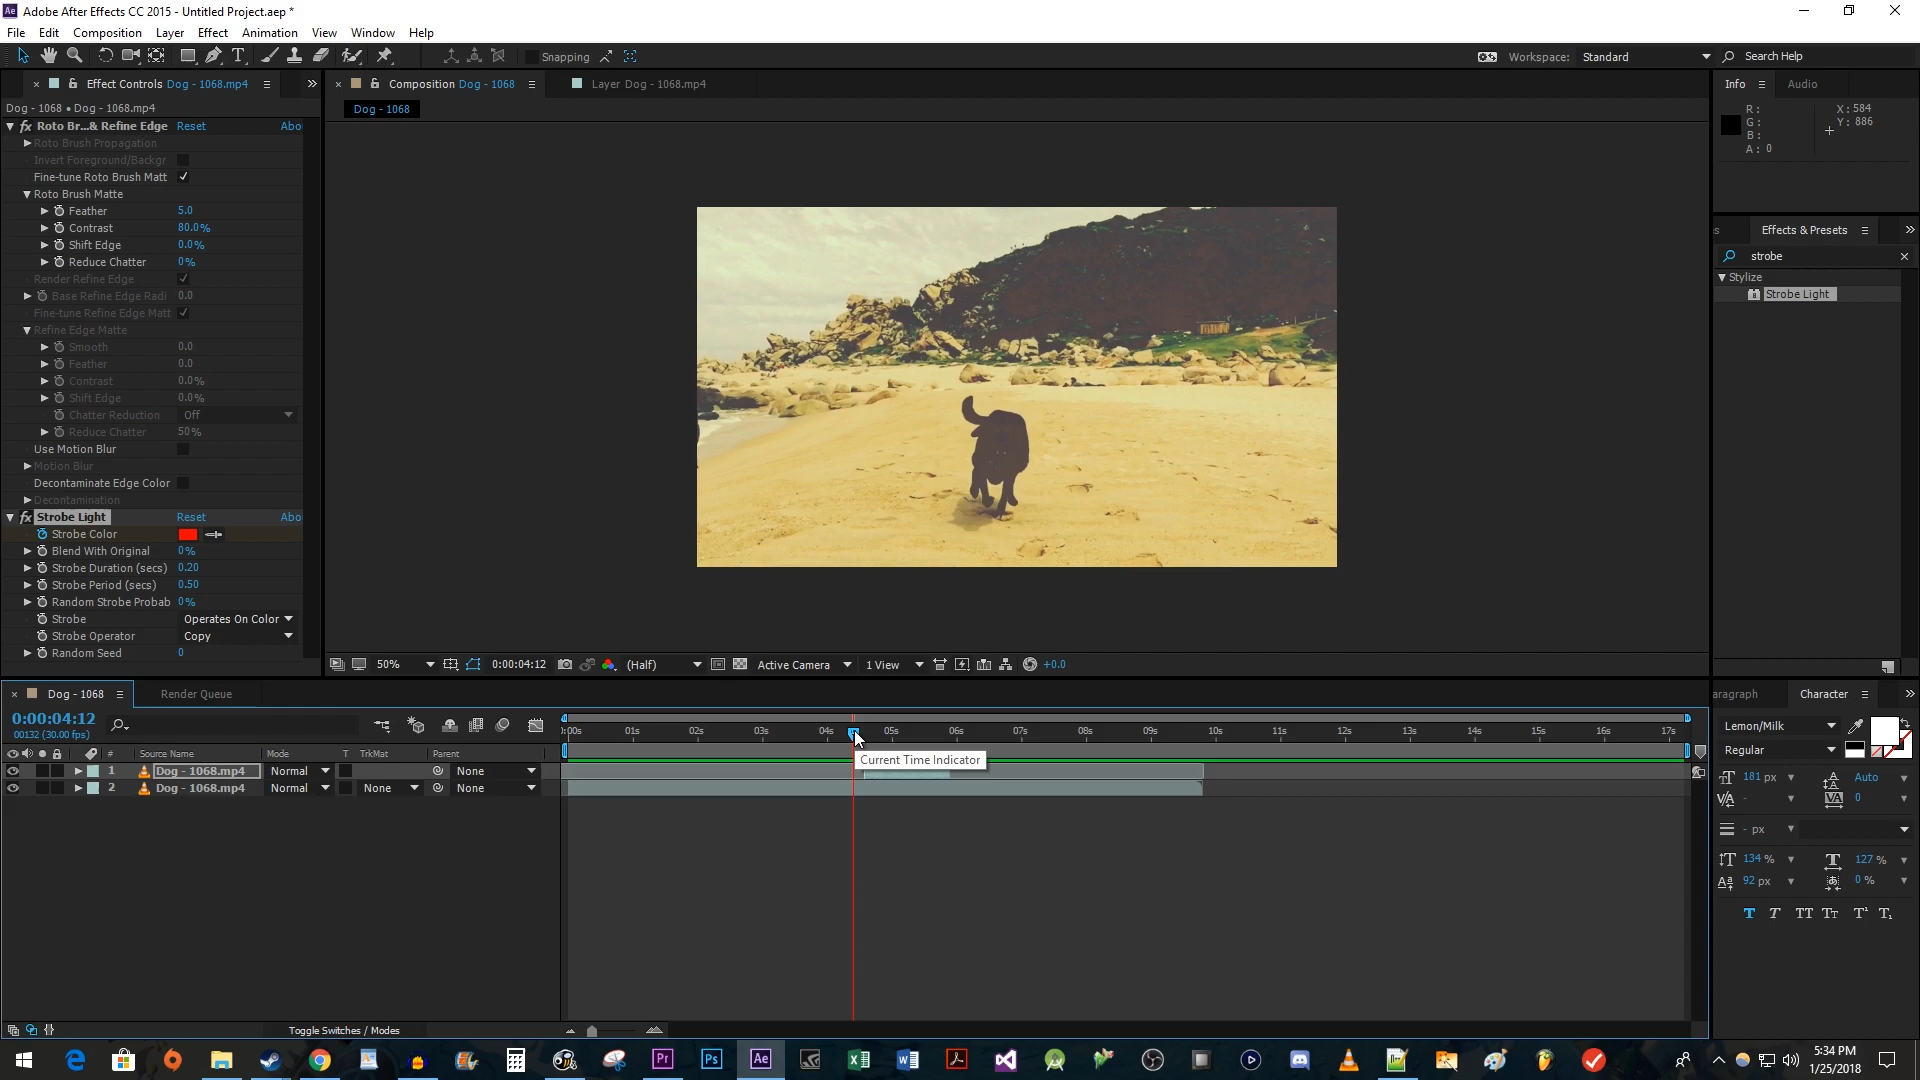 Adobe After Effects CC 2015 - Untitled Project.aep *
File Edit Composition Layer Effect Animation View Window Help
Snapping
Workspace: Standard
Search Help
Effect Controls Dog - 1068.mp4
Composition Dog - 1068
Layer Dog - 1068.mp4
Info
Audio
Dog - 1068 • Dog - 1068.mp4
Dog - 1068
R:
G:
B:
A: 0
X: 584
Y: 886
fx Roto Br...& Refine Edge Reset Abo
Roto Brush Propagation
Invert Foreground/Backgr
Fine-tune Roto Brush Matt
Roto Brush Matte
Feather 5.0
Contrast 80.0%
Shift Edge 0.0%
Reduce Chatter 0%
Render Refine Edge
Base Refine Edge Radi 0.0
Fine-tune Refine Edge Matt
Refine Edge Matte
Smooth 0.0
Feather 0.0
Contrast 0.0%
Shift Edge 0.0%
Chatter Reduction Off
Reduce Chatter 50%
Use Motion Blur
Motion Blur
Decontaminate Edge Color
Decontamination
fx Strobe Light Reset Abo
Strobe Color
Blend With Original 0%
Strobe Duration (secs) 0.20
Strobe Period (secs) 0.50
Random Strobe Probab 0%
Strobe Operates On Color
Strobe Operator Copy
Random Seed 0
s Effects & Presets
strobe
Stylize
Strobe Light
50% 0:00:04:12 (Half) Active Camera 1 View +0.0
Dog - 1068
Render Queue
0:00:04:12
00132 (30.00 fps)
:00s 01s 02s 03s 04s 05s 06s 07s 08s 09s 10s 11s 12s 13s 14s 15s 16s 17s
# Source Name Mode T TrkMat Parent
Current Time Indicator
1 Dog - 1068.mp4 Normal None
2 Dog - 1068.mp4 Normal None None
Toggle Switches / Modes
aragraph Character
Lemon/Milk
Regular
181 px Auto
- 0
- px
134 % 127 %
92 px 0 %
T T TT Tt T¹ T₁
5:34 PM
1/25/2018